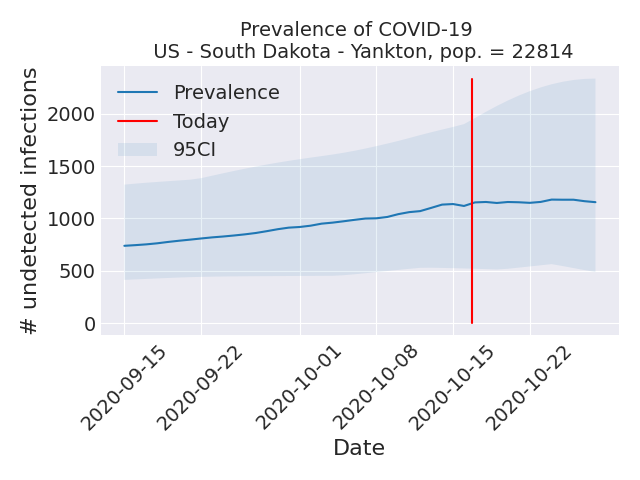 Prevalence of COVID-19
US - South Dakota - Yankton, pop. = 22814
# undetected infections
2000
1500
1000
500
0
Prevalence
Today
95CI
2020-09-15
2020-09-22
2020-10-01
2020-10-08
2020-10-15
2020-10-22
Date